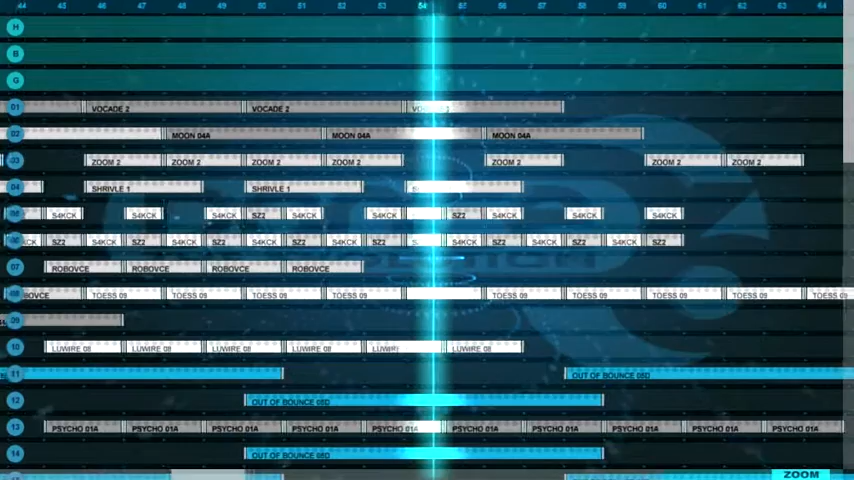 44 45 46 47 48 49 50 51 52 53 54 55 56 57 58 59 60 61 62 63 64
H
B
G
01 VOCADE 2 VOCADE 2
02 MOON 04A MOON 04A MOON 04A
03 ZOOM 2 ZOOM 2 ZOOM 2 ZOOM 2 ZOOM 2 ZOOM 2 ZOOM 2
04 SHRIVLE 1 SHRIVLE 1
S4KCK S4KCK S4KCK SZ2 S4KCK S4KCK SZ2 S4KCK S4KCK S4KCK
S4KCK SZ2 S4KCK SZ2 S4KCK SZ2 S4KCK SZ2 S4KCK SZ2 S4KCK SZ2 S4KCK SZ2
07 ROBOVCE ROBOVCE ROBOVCE ROBOVCE
TOESS 09 TOESS 09 TOESS 09 TOESS 09 TOESS 09 TOESS 09 TOESS 09 TOESS 09 TOESS 09
10 LUWIRE 08 LUWIRE 08 LUWIRE 08 LUWIRE 08 LUWIRE 08
11 OUT OF BOUNCE 08D
12 OUT OF BOUNCE 08D
13 PSYCHO 01A PSYCHO 01A PSYCHO 01A PSYCHO 01A PSYCHO 01A PSYCHO 01A PSYCHO 01A PSYCHO 01A PSYCHO 01A PSYCHO 01A
14 OUT OF BOUNCE 08D
ZOOM